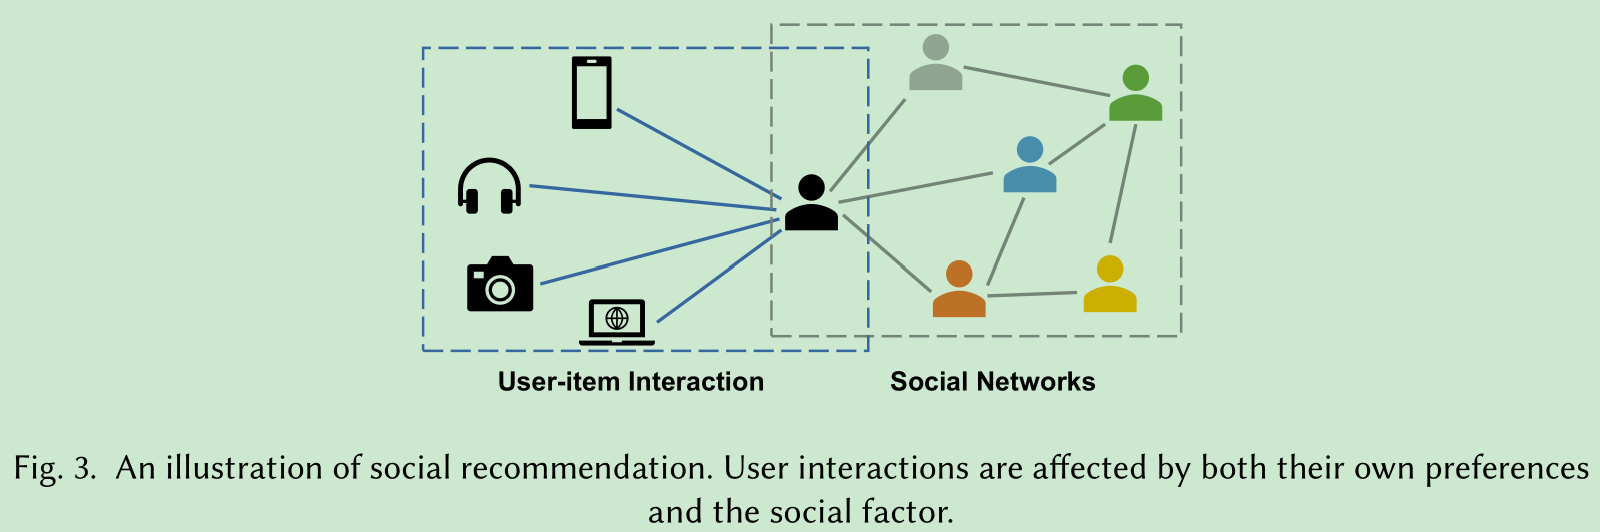 User-item Interaction
Social Networks
Fig. 3. An illustration of social recommendation. User interactions are affected by both their own preferences
and the social factor.